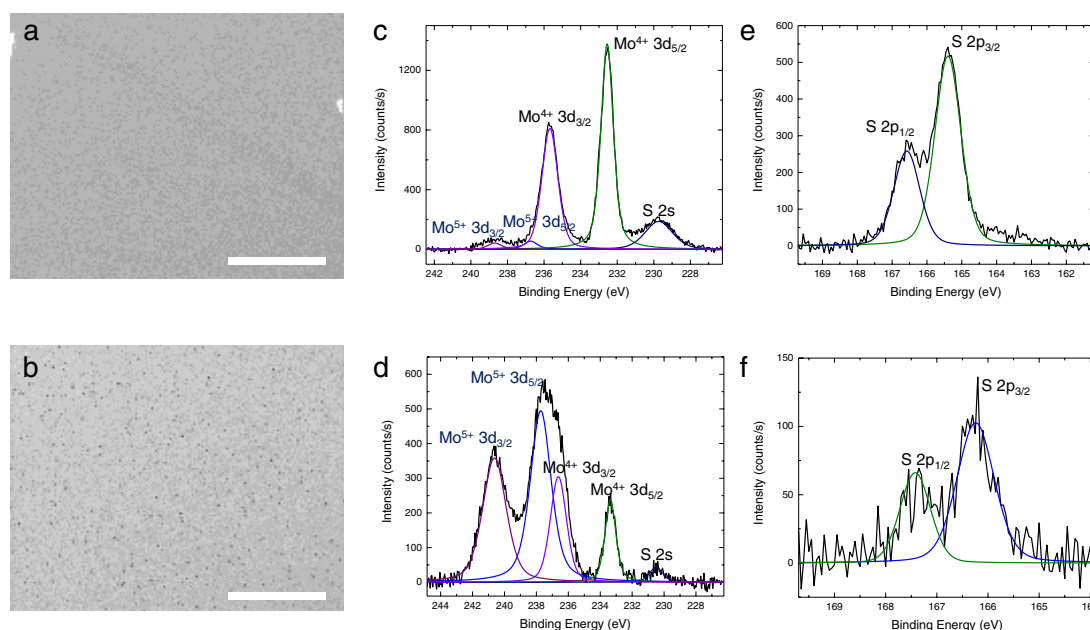 a
c
Mo⁴⁺ 3d₅/₂
Mo⁴⁺ 3d₃/₂
Mo⁵⁺ 3d₃/₂
Mo⁵⁺ 3d₅/₂
S 2s
Intensity (counts/s)
1400
1200
800
400
0
242 240 238 236 234 232 230 228
Binding Energy (eV)
e
S 2p₃/₂
S 2p₁/₂
Intensity (counts/s)
600
500
400
300
200
100
0
169 168 167 166 165 164 163 162
Binding Energy (eV)
b
d
Mo⁵⁺ 3d₅/₂
Mo⁵⁺ 3d₃/₂
Mo⁴⁺ 3d₃/₂
Mo⁴⁺ 3d₅/₂
S 2s
Intensity (counts/s)
600
500
400
300
200
100
0
244 242 240 238 236 234 232 230 228 226
Binding Energy (eV)
f
S 2p₃/₂
S 2p₁/₂
Intensity (counts/s)
150
100
50
0
169 168 167 166 165
Binding Energy (eV)